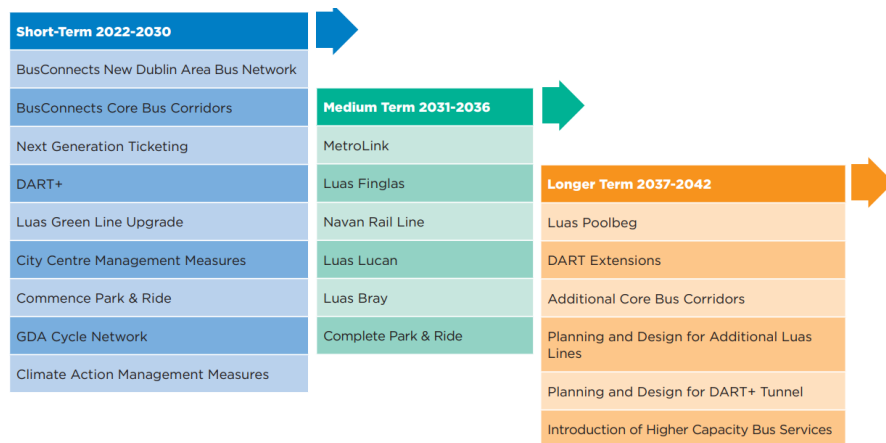 Short-Term 2022-2030
BusConnects New Dublin Area Bus Network
BusConnects Core Bus Corridors
Next Generation Ticketing
DART+
Luas Green Line Upgrade
City Centre Management Measures
Commence Park & Ride
GDA Cycle Network
Climate Action Management Measures
Medium Term 2031-2036
MetroLink
Luas Finglas
Navan Rail Line
Luas Lucan
Luas Bray
Complete Park & Ride
Longer Term 2037-2042
Luas Poolbeg
DART Extensions
Additional Core Bus Corridors
Planning and Design for Additional Luas
Lines
Planning and Design for DART+ Tunnel
Introduction of Higher Capacity Bus Services